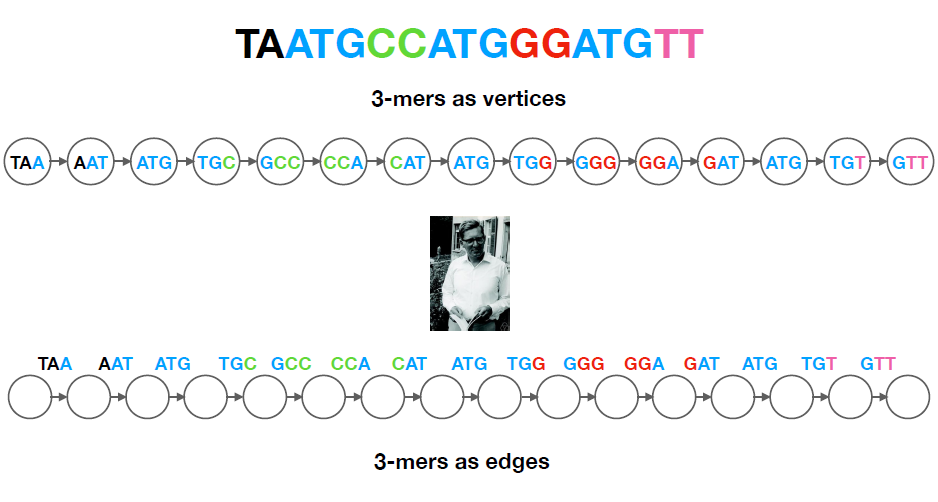 TAATGCCATGGGATGTT
3-mers as vertices
TAA AAT ATG TGC GCC CCA CAT ATG TGG GGG GGA GAT ATG TGT GTT
TAA AAT ATG TGC GCC CCA CAT ATG TGG GGG GGA GAT ATG TGT GTT
3-mers as edges